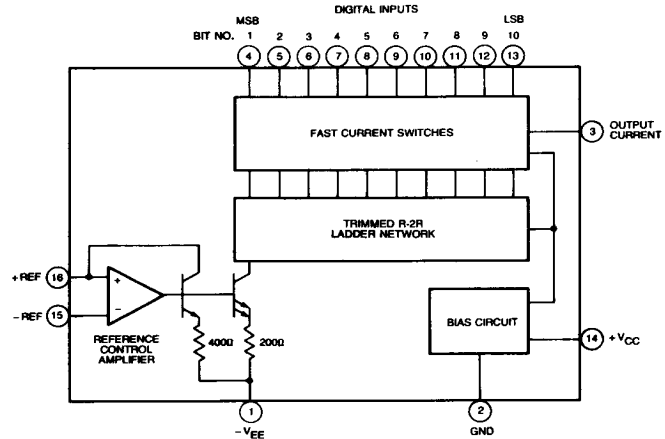 DIGITAL INPUTS
MSB LSB
BIT NO. 1 2 3 4 5 6 7 8 9 10
4 5 6 7 8 9 10 11 12 13
FAST CURRENT SWITCHES
3 OUTPUT CURRENT
TRIMMED R-2R
LADDER NETWORK
+REF 16
+
−
−REF 15
REFERENCE
CONTROL
AMPLIFIER
400Ω 200Ω
BIAS CIRCUIT
14 +VCC
1
−VEE
2
GND